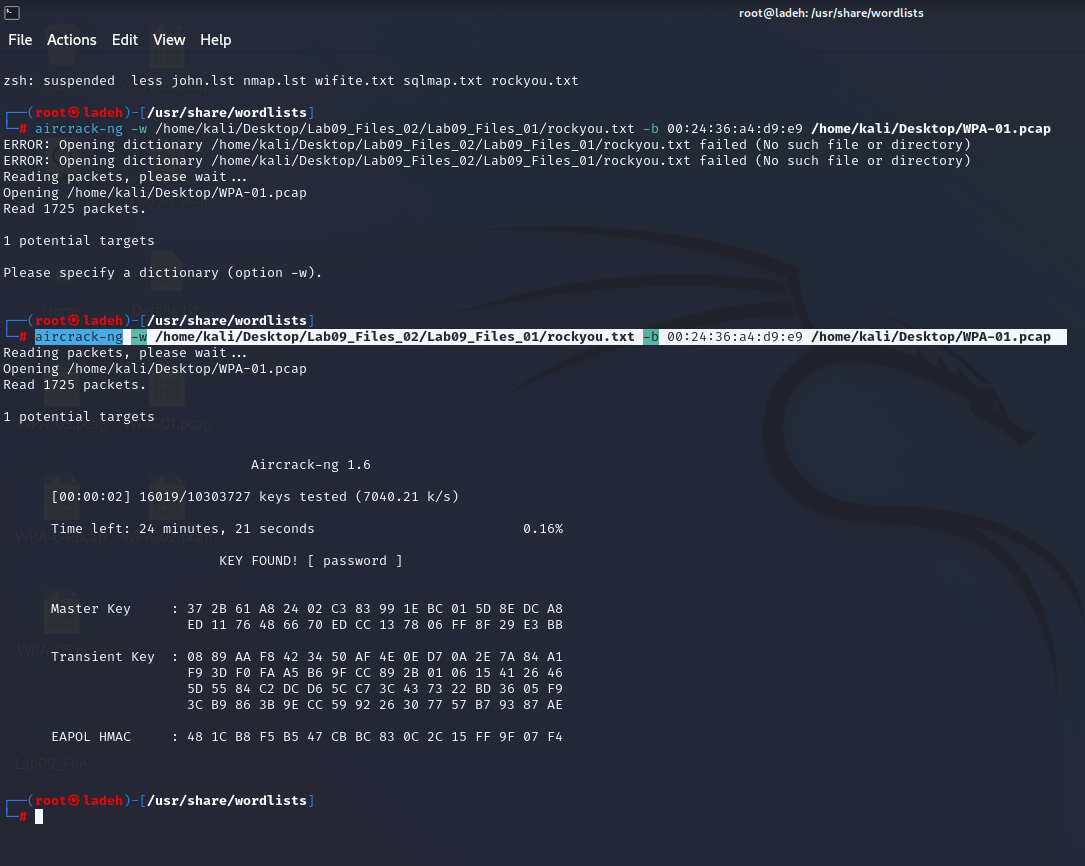 root@ladeh: /usr/share/wordlists
File Actions Edit View Help
zsh: suspended  less john.lst nmap.lst wifite.txt sqlmap.txt rockyou.txt
┌──(root㉿ladeh)-[/usr/share/wordlists]
└─# aircrack-ng -w /home/kali/Desktop/Lab09_Files_02/Lab09_Files_01/rockyou.txt -b 00:24:36:a4:d9:e9 /home/kali/Desktop/WPA-01.pcap
ERROR: Opening dictionary /home/kali/Desktop/Lab09_Files_02/Lab09_Files_01/rockyou.txt failed (No such file or directory)
ERROR: Opening dictionary /home/kali/Desktop/Lab09_Files_02/Lab09_Files_01/rockyou.txt failed (No such file or directory)
Reading packets, please wait...
Opening /home/kali/Desktop/WPA-01.pcap
Read 1725 packets.
1 potential targets
Please specify a dictionary (option -w).
┌──(root㉿ladeh)-[/usr/share/wordlists]
└─# aircrack-ng -w /home/kali/Desktop/Lab09_Files_02/Lab09_Files_01/rockyou.txt -b 00:24:36:a4:d9:e9 /home/kali/Desktop/WPA-01.pcap
Reading packets, please wait...
Opening /home/kali/Desktop/WPA-01.pcap
Read 1725 packets.
1 potential targets
Aircrack-ng 1.6
[00:00:02] 16019/10303727 keys tested (7040.21 k/s)
Time left: 24 minutes, 21 seconds 0.16%
KEY FOUND! [ password ]
Master Key : 37 2B 61 A8 24 02 C3 83 99 1E BC 01 5D 8E DC A8
ED 11 76 48 66 70 ED CC 13 78 06 FF 8F 29 E3 BB
Transient Key : 08 89 AA F8 42 34 50 AF 4E 0E D7 0A 2E 7A 84 A1
F9 3D F0 FA A5 B6 9F CC 89 2B 01 06 15 41 26 46
5D 55 84 C2 DC D6 5C C7 3C 43 73 22 BD 36 05 F9
3C B9 86 3B 9E CC 59 92 26 30 77 57 B7 93 87 AE
EAPOL HMAC : 48 1C B8 F5 B5 47 CB BC 83 0C 2C 15 FF 9F 07 F4
Lab09_File...
┌──(root㉿ladeh)-[/usr/share/wordlists]
└─#